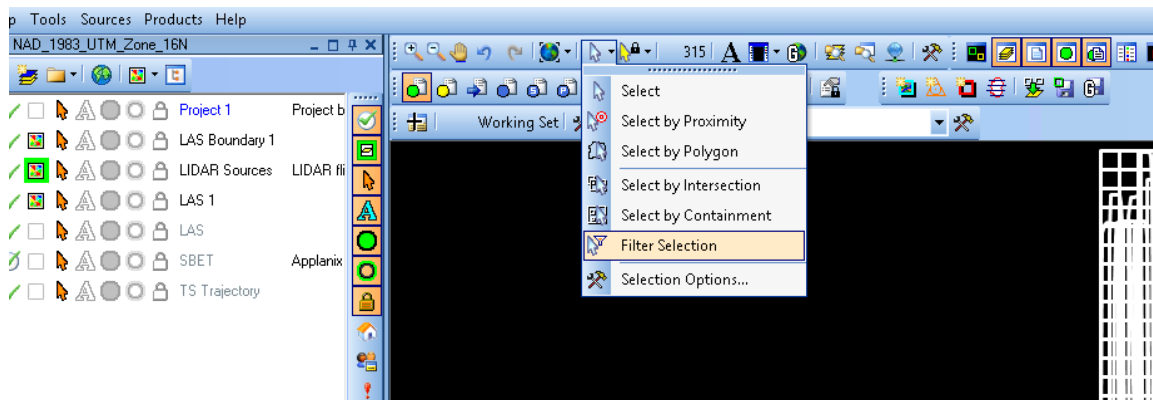 p Tools Sources Products Help
NAD_1983_UTM_Zone_16N
315 A
Project 1 Project b
LAS Boundary 1
LIDAR Sources LIDAR fli
LAS 1
LAS
SBET Applanix
TS Trajectory
Working Set
Select
Select by Proximity
Select by Polygon
Select by Intersection
Select by Containment
Filter Selection
Selection Options...